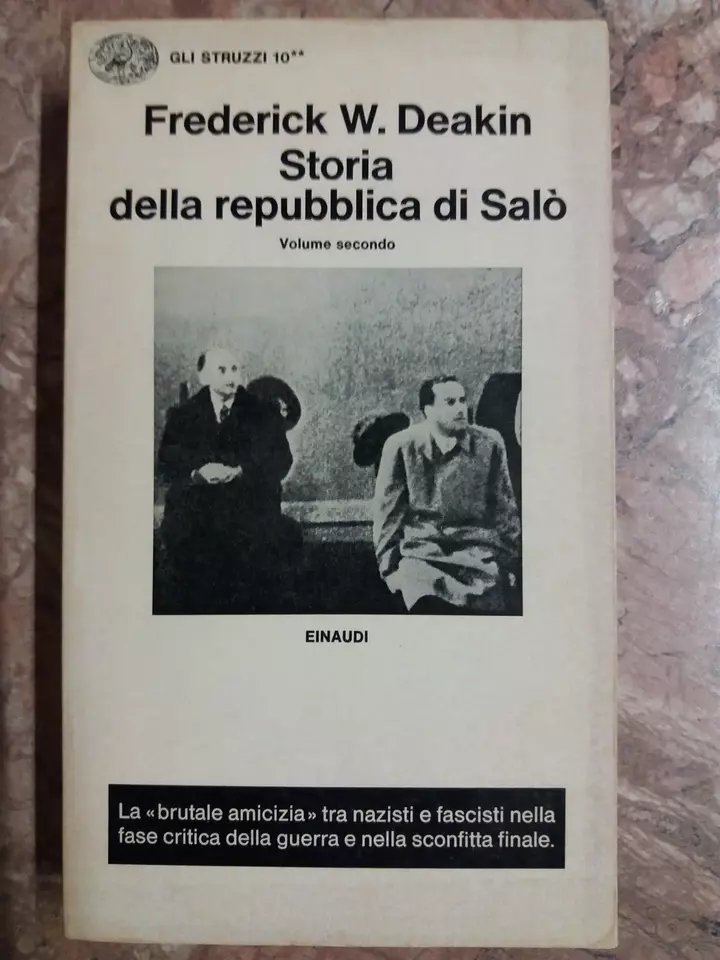 GLI STRUZZI 10**
Frederick W. Deakin
Storia
della repubblica di Salò
Volume secondo
EINAUDI
La «brutale amicizia» tra nazisti e fascisti nella
fase critica della guerra e nella sconfitta finale.